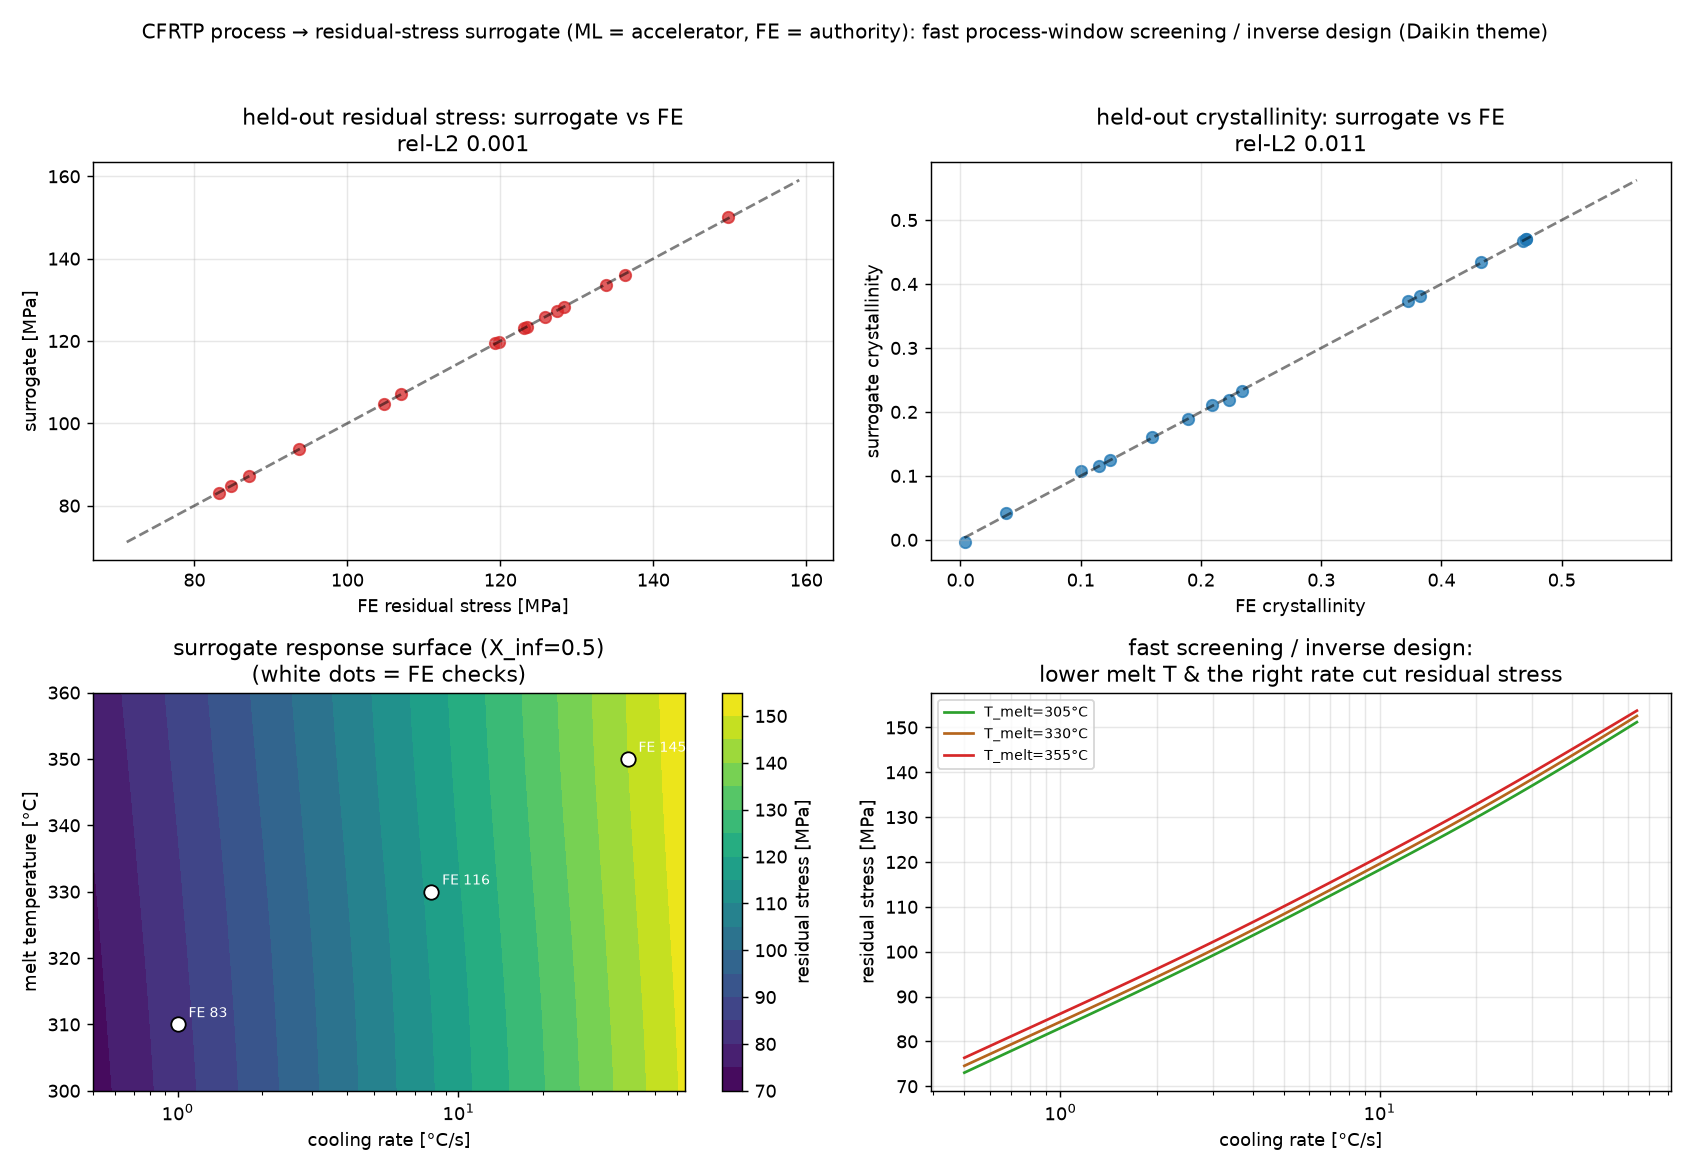 CFRTP process → residual-stress surrogate (ML = accelerator, FE = authority): fast process-window screening / inverse design (Daikin theme)
held-out residual stress: surrogate vs FE
rel-L2 0.001
160
140
120
100
80
surrogate [MPa]
80
100
120
140
160
FE residual stress [MPa]
held-out crystallinity: surrogate vs FE
rel-L2 0.011
0.5
0.4
0.3
0.2
0.1
0.0
surrogate crystallinity
0.0
0.1
0.2
0.3
0.4
0.5
FE crystallinity
surrogate response surface (X_inf=0.5)
(white dots = FE checks)
360
350
340
330
320
310
300
melt temperature [°C]
FE 145
FE 116
FE 83
10⁰
10¹
cooling rate [°C/s]
150
140
130
120
110
100
90
80
70
residual stress [MPa]
fast screening / inverse design:
lower melt T & the right rate cut residual stress
T_melt=305°C
T_melt=330°C
T_melt=355°C
150
140
130
120
110
100
90
80
70
residual stress [MPa]
10⁰
10¹
cooling rate [°C/s]